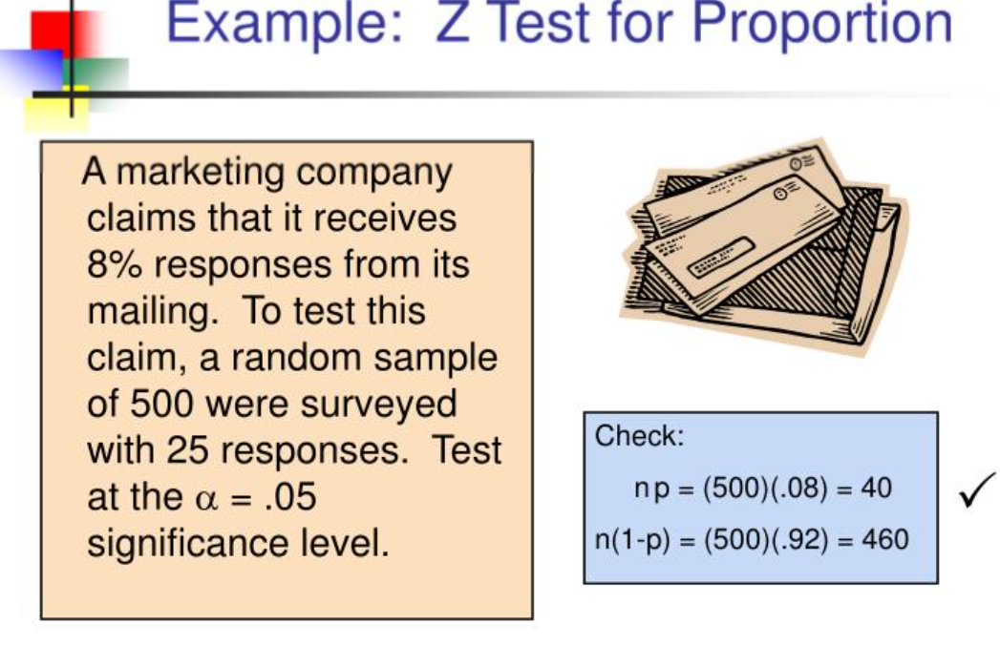 Example: Z Test for Proportion
A marketing company
claims that it receives
8% responses from its
mailing. To test this
claim, a random sample
of 500 were surveyed
with 25 responses. Test
at the α = .05
significance level.
Check:
n p = (500)(.08) = 40
n(1-p) = (500)(.92) = 460
✓